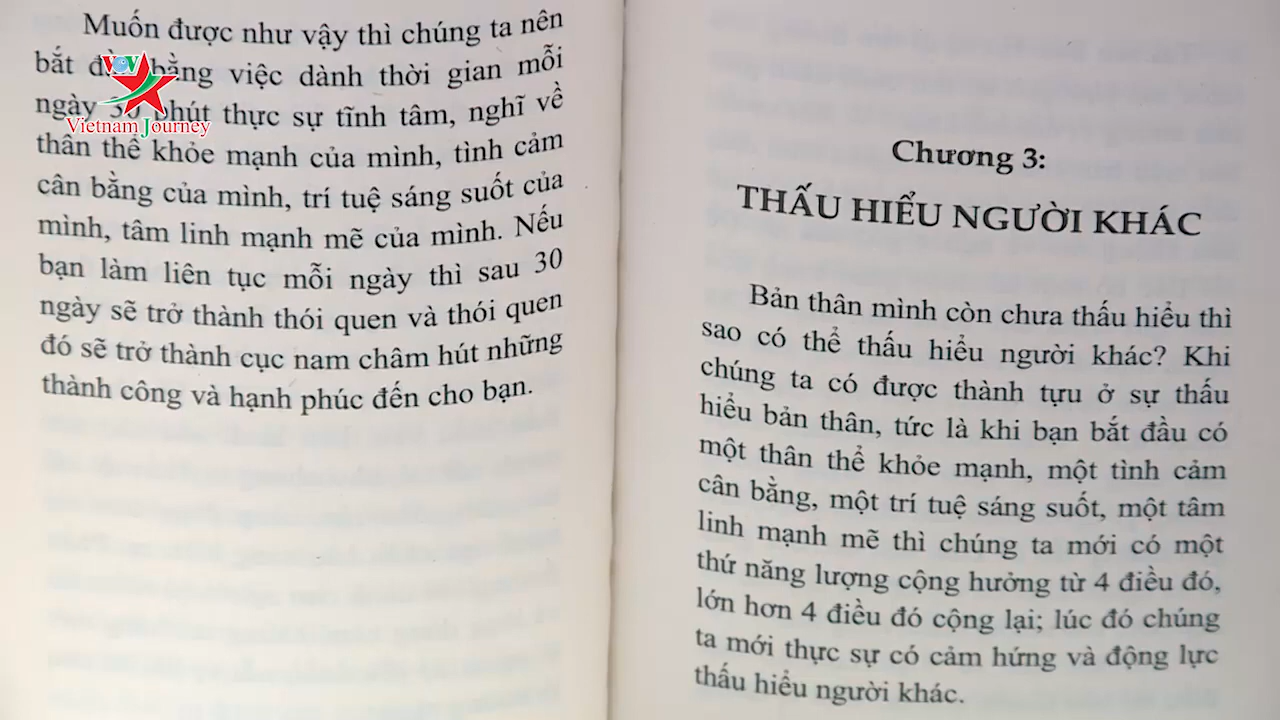 Muốn được như vậy thì chúng ta nên
bắt đầu bằng việc dành thời gian mỗi
ngày 30 phút thực sự tĩnh tâm, nghĩ về
thân thể khỏe mạnh của mình, tình cảm
cân bằng của mình, trí tuệ sáng suốt của
mình, tâm linh mạnh mẽ của mình. Nếu
bạn làm liên tục mỗi ngày thì sau 30
ngày sẽ trở thành thói quen và thói quen
đó sẽ trở thành cục nam châm hút những
thành công và hạnh phúc đến cho bạn.
VOV
Vietnam Journey
Chương 3:
THẤU HIỂU NGƯỜI KHÁC
Bản thân mình còn chưa thấu hiểu thì
sao có thể thấu hiểu người khác? Khi
chúng ta có được thành tựu ở sự thấu
hiểu bản thân, tức là khi bạn bắt đầu có
một thân thể khỏe mạnh, một tình cảm
cân bằng, một trí tuệ sáng suốt, một tâm
linh mạnh mẽ thì chúng ta mới có một
thứ năng lượng cộng hưởng từ 4 điều đó,
lớn hơn 4 điều đó cộng lại; lúc đó chúng
ta mới thực sự có cảm hứng và động lực
thấu hiểu người khác.